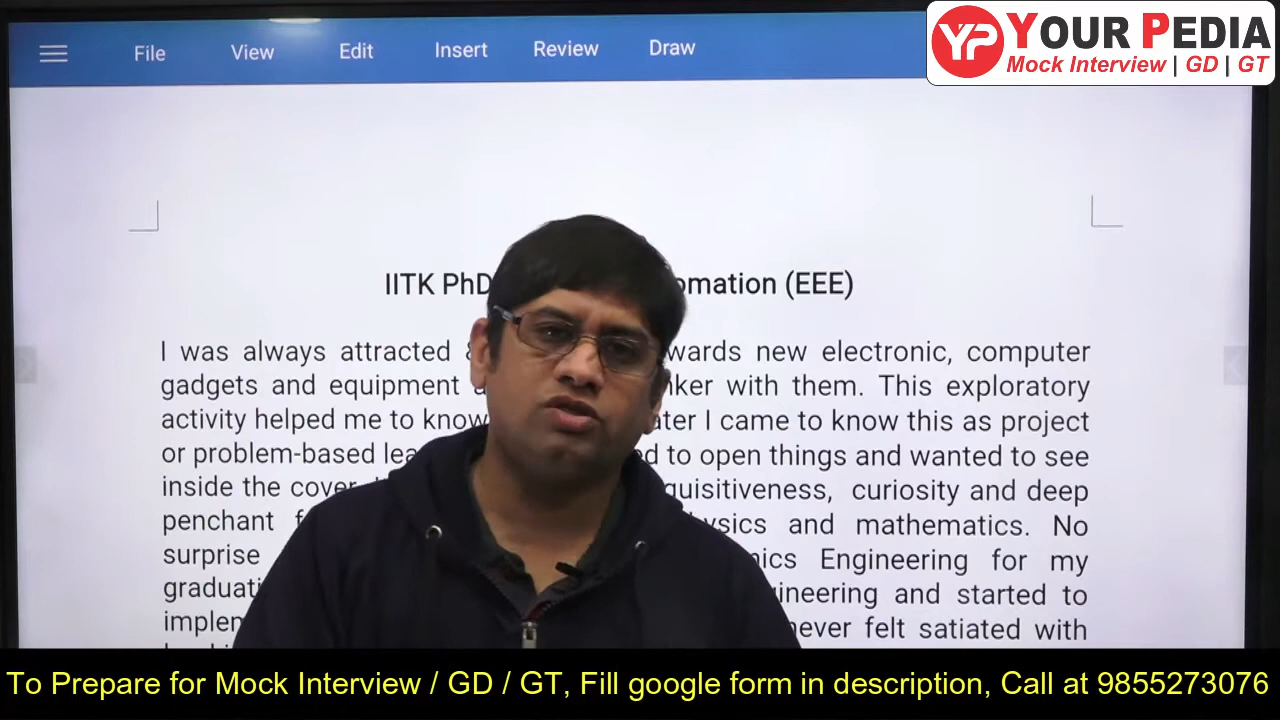 File View Edit Insert Review Draw
YP YOUR PEDIA
Mock Interview | GD | GT
IITK PhD omation (EEE)
I was always attracted wards new electronic, computer
gadgets and equipment a nker with them. This exploratory
activity helped me to know ater I came to know this as project
or problem-based lea d to open things and wanted to see
inside the cover quisitiveness, curiosity and deep
penchant f ysics and mathematics. No
surprise nics Engineering for my
graduati ineering and started to
implem never felt satiated with
To Prepare for Mock Interview / GD / GT, Fill google form in description, Call at 9855273076